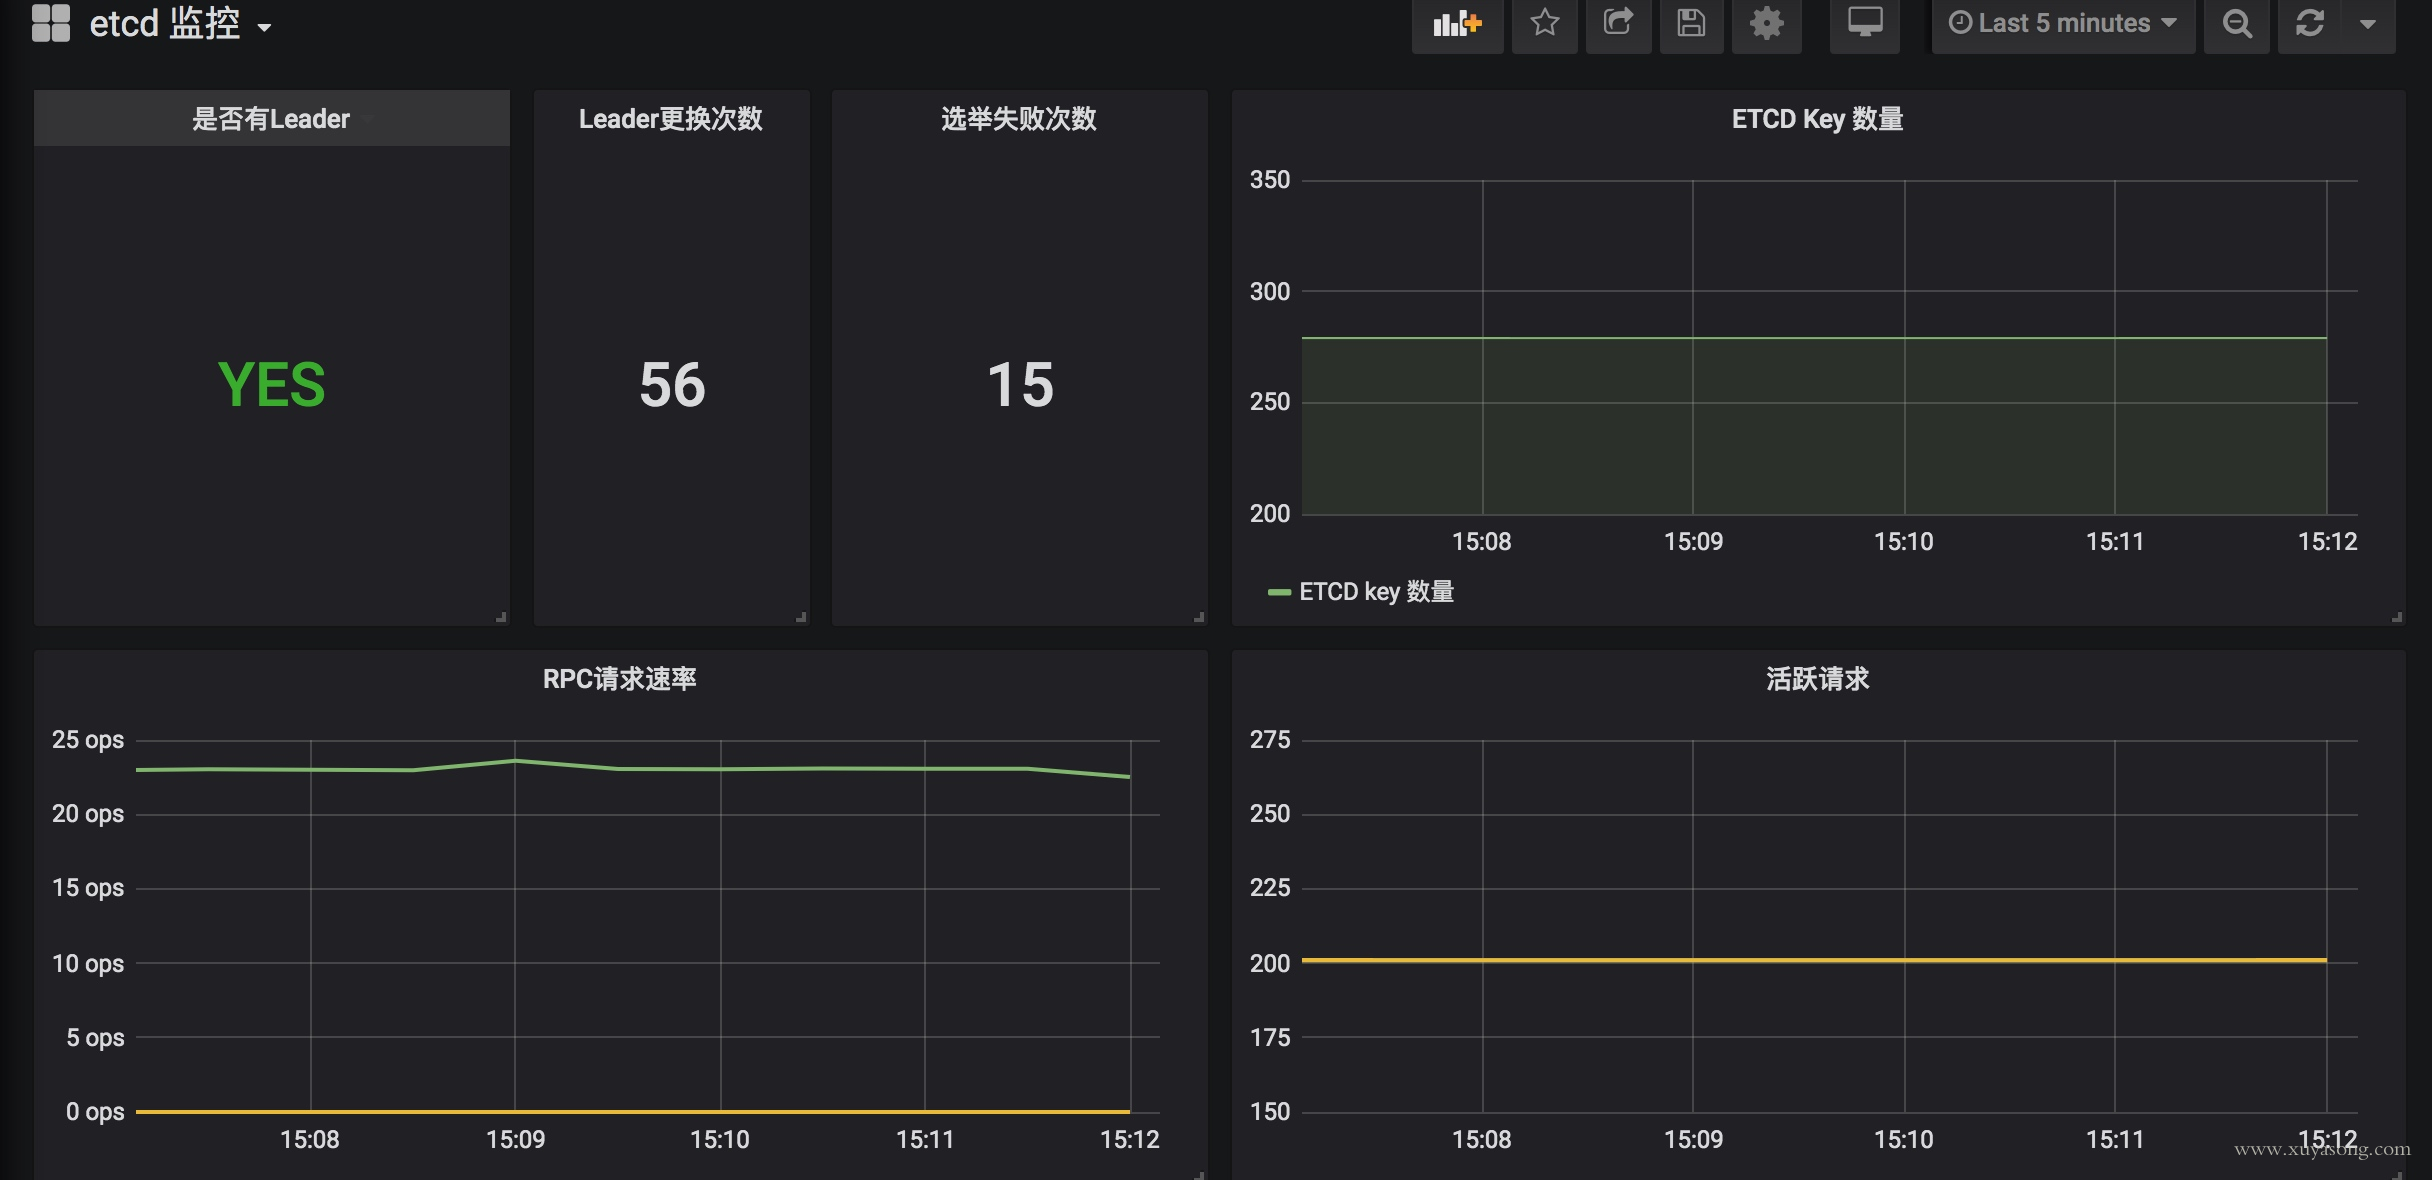 etcd 监控
Last 5 minutes
是否有Leader
YES
Leader更换次数
56
选举失败次数
15
ETCD Key 数量
350
300
250
200
15:08 15:09 15:10 15:11 15:12
ETCD key 数量
RPC请求速率
25 ops
20 ops
15 ops
10 ops
5 ops
0 ops
15:08 15:09 15:10 15:11 15:12
活跃请求
275
250
225
200
175
150
15:08 15:09 15:10 15:11 15:12
www.xuyasong.com